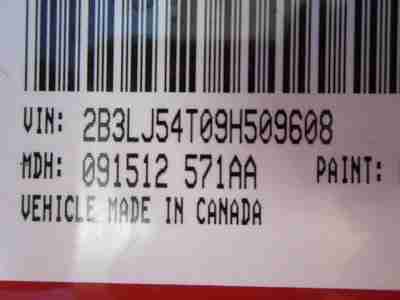 VIN: 2B3LJ54T09H509608
MDH: 091512 571AA PAINT:
VEHICLE MADE IN CANADA